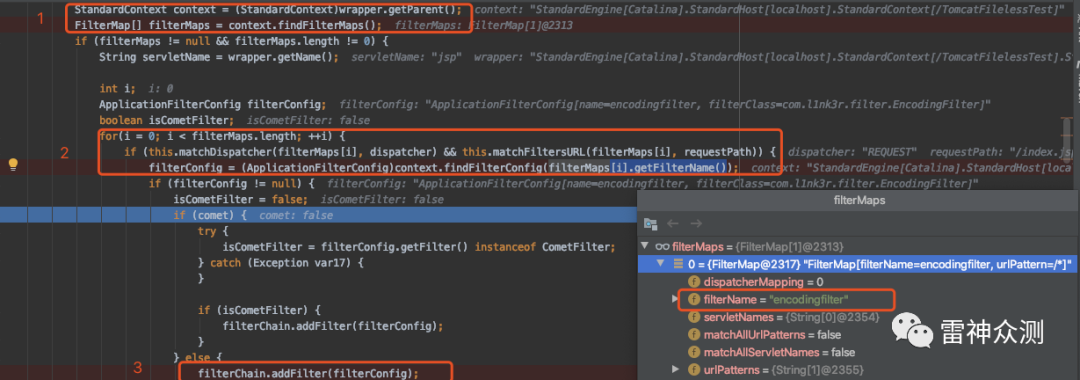 1
StandardContext context = (StandardContext)wrapper.getParent(); context: "StandardEngine[Catalina].StandardHost[localhost].StandardContext[/TomcatFilelessTest]"
FilterMap[] filterMaps = context.findFilterMaps(); filterMaps: FilterMap[1]@2313
if (filterMaps != null && filterMaps.length != 0) {
String servletName = wrapper.getName(); servletName: "jsp" wrapper: "StandardEngine[Catalina].StandardHost[localhost].StandardContext[/TomcatFilelessTest].St
int i; i: 0
ApplicationFilterConfig filterConfig; filterConfig: "ApplicationFilterConfig[name=encodingfilter, filterClass=com.l1nk3r.filter.EncodingFilter]"
boolean isCometFilter; isCometFilter: false
for(i = 0; i < filterMaps.length; ++i) {
2
if (this.matchDispatcher(filterMaps[i], dispatcher) && this.matchFiltersURL(filterMaps[i], requestPath)) { dispatcher: "REQUEST" requestPath: "/index.jsp
filterConfig = (ApplicationFilterConfig)context.findFilterConfig(filterMaps[i].getFilterName()); context: "StandardEngine[Catalina].StandardHost[loca
if (filterConfig != null) { filterConfig: "ApplicationFilterConfig[name=encodingfilter, filterClass=com.l1nk3r.filter.EncodingFilter]"
isCometFilter = false; isCometFilter: false
if (comet) { comet: false
try {
isCometFilter = filterConfig.getFilter() instanceof CometFilter;
} catch (Exception var17) {
}
if (isCometFilter) {
filterChain.addFilter(filterConfig);
}
} else {
3
filterChain.addFilter(filterConfig);
filterMaps
filterMaps = {FilterMap[1]@2313}
0 = {FilterMap@2317} "FilterMap[filterName=encodingfilter, urlPattern=/*]"
dispatcherMapping = 0
filterName = "encodingfilter"
servletNames = {String[0]@2354}
matchAllUrlPatterns = false
matchAllServletNames = false
urlPatterns = {String[1]@2355}
雷神众测